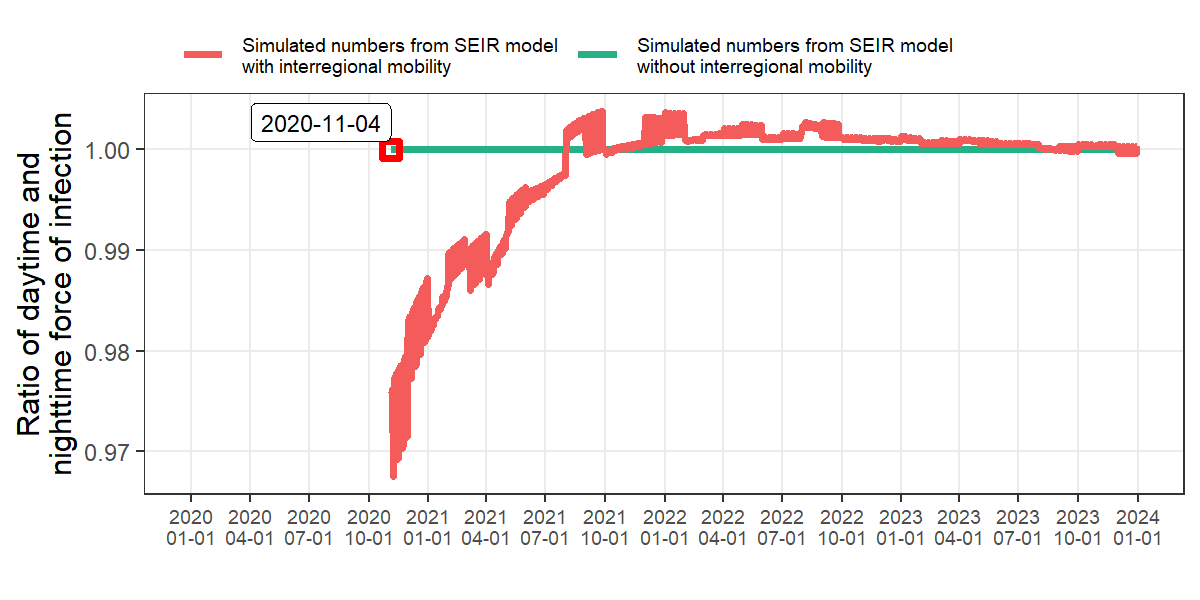 Simulated numbers from SEIR model
with interregional mobility
Simulated numbers from SEIR model
without interregional mobility
Ratio of daytime and
nighttime force of infection
2020-11-04
1.00
0.99
0.98
0.97
2020 2020 2020 2020 2021 2021 2021 2021 2022 2022 2022 2022 2023 2023 2023 2023 2024
01-01 04-01 07-01 10-01 01-01 04-01 07-01 10-01 01-01 04-01 07-01 10-01 01-01 04-01 07-01 10-01 01-01